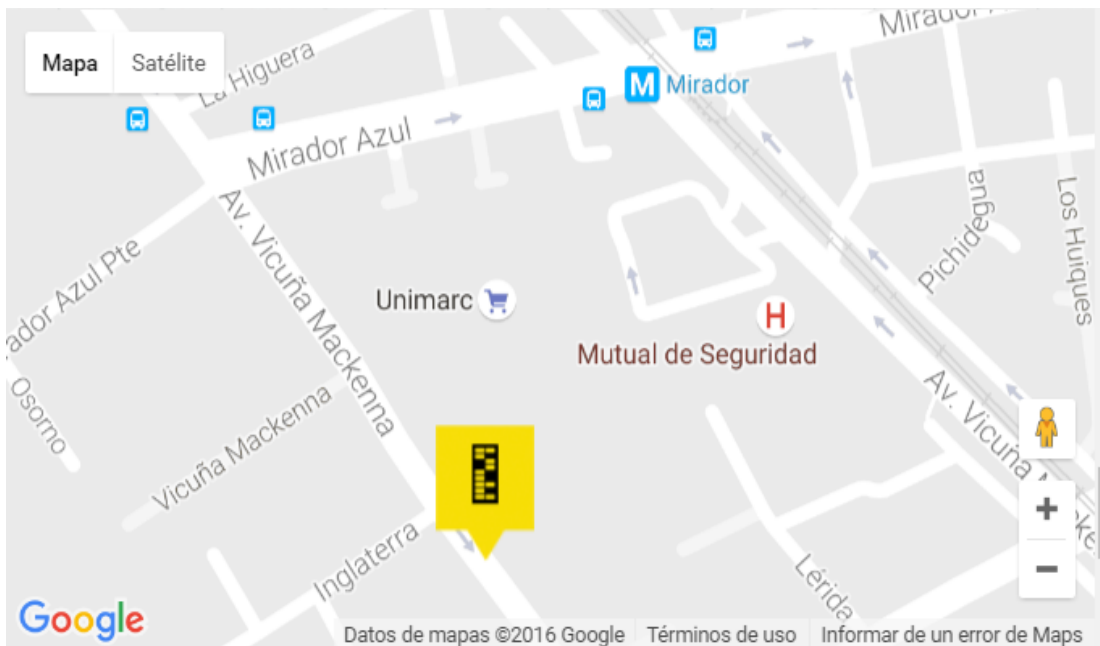 Mapa Satélite
La Higuera
Mirador Azul
M Mirador
Mirador
Av. Vicuña Mackenna
ador Azul Pte
Osorno
Unimarc
H
Mutual de Seguridad
Pichidegua
Los Huiques
Vicuña Mackenna
Av. Vicuña Macke
Inglaterra
Lérida
+
−
Google
Datos de mapas ©2016 Google Términos de uso Informar de un error de Maps